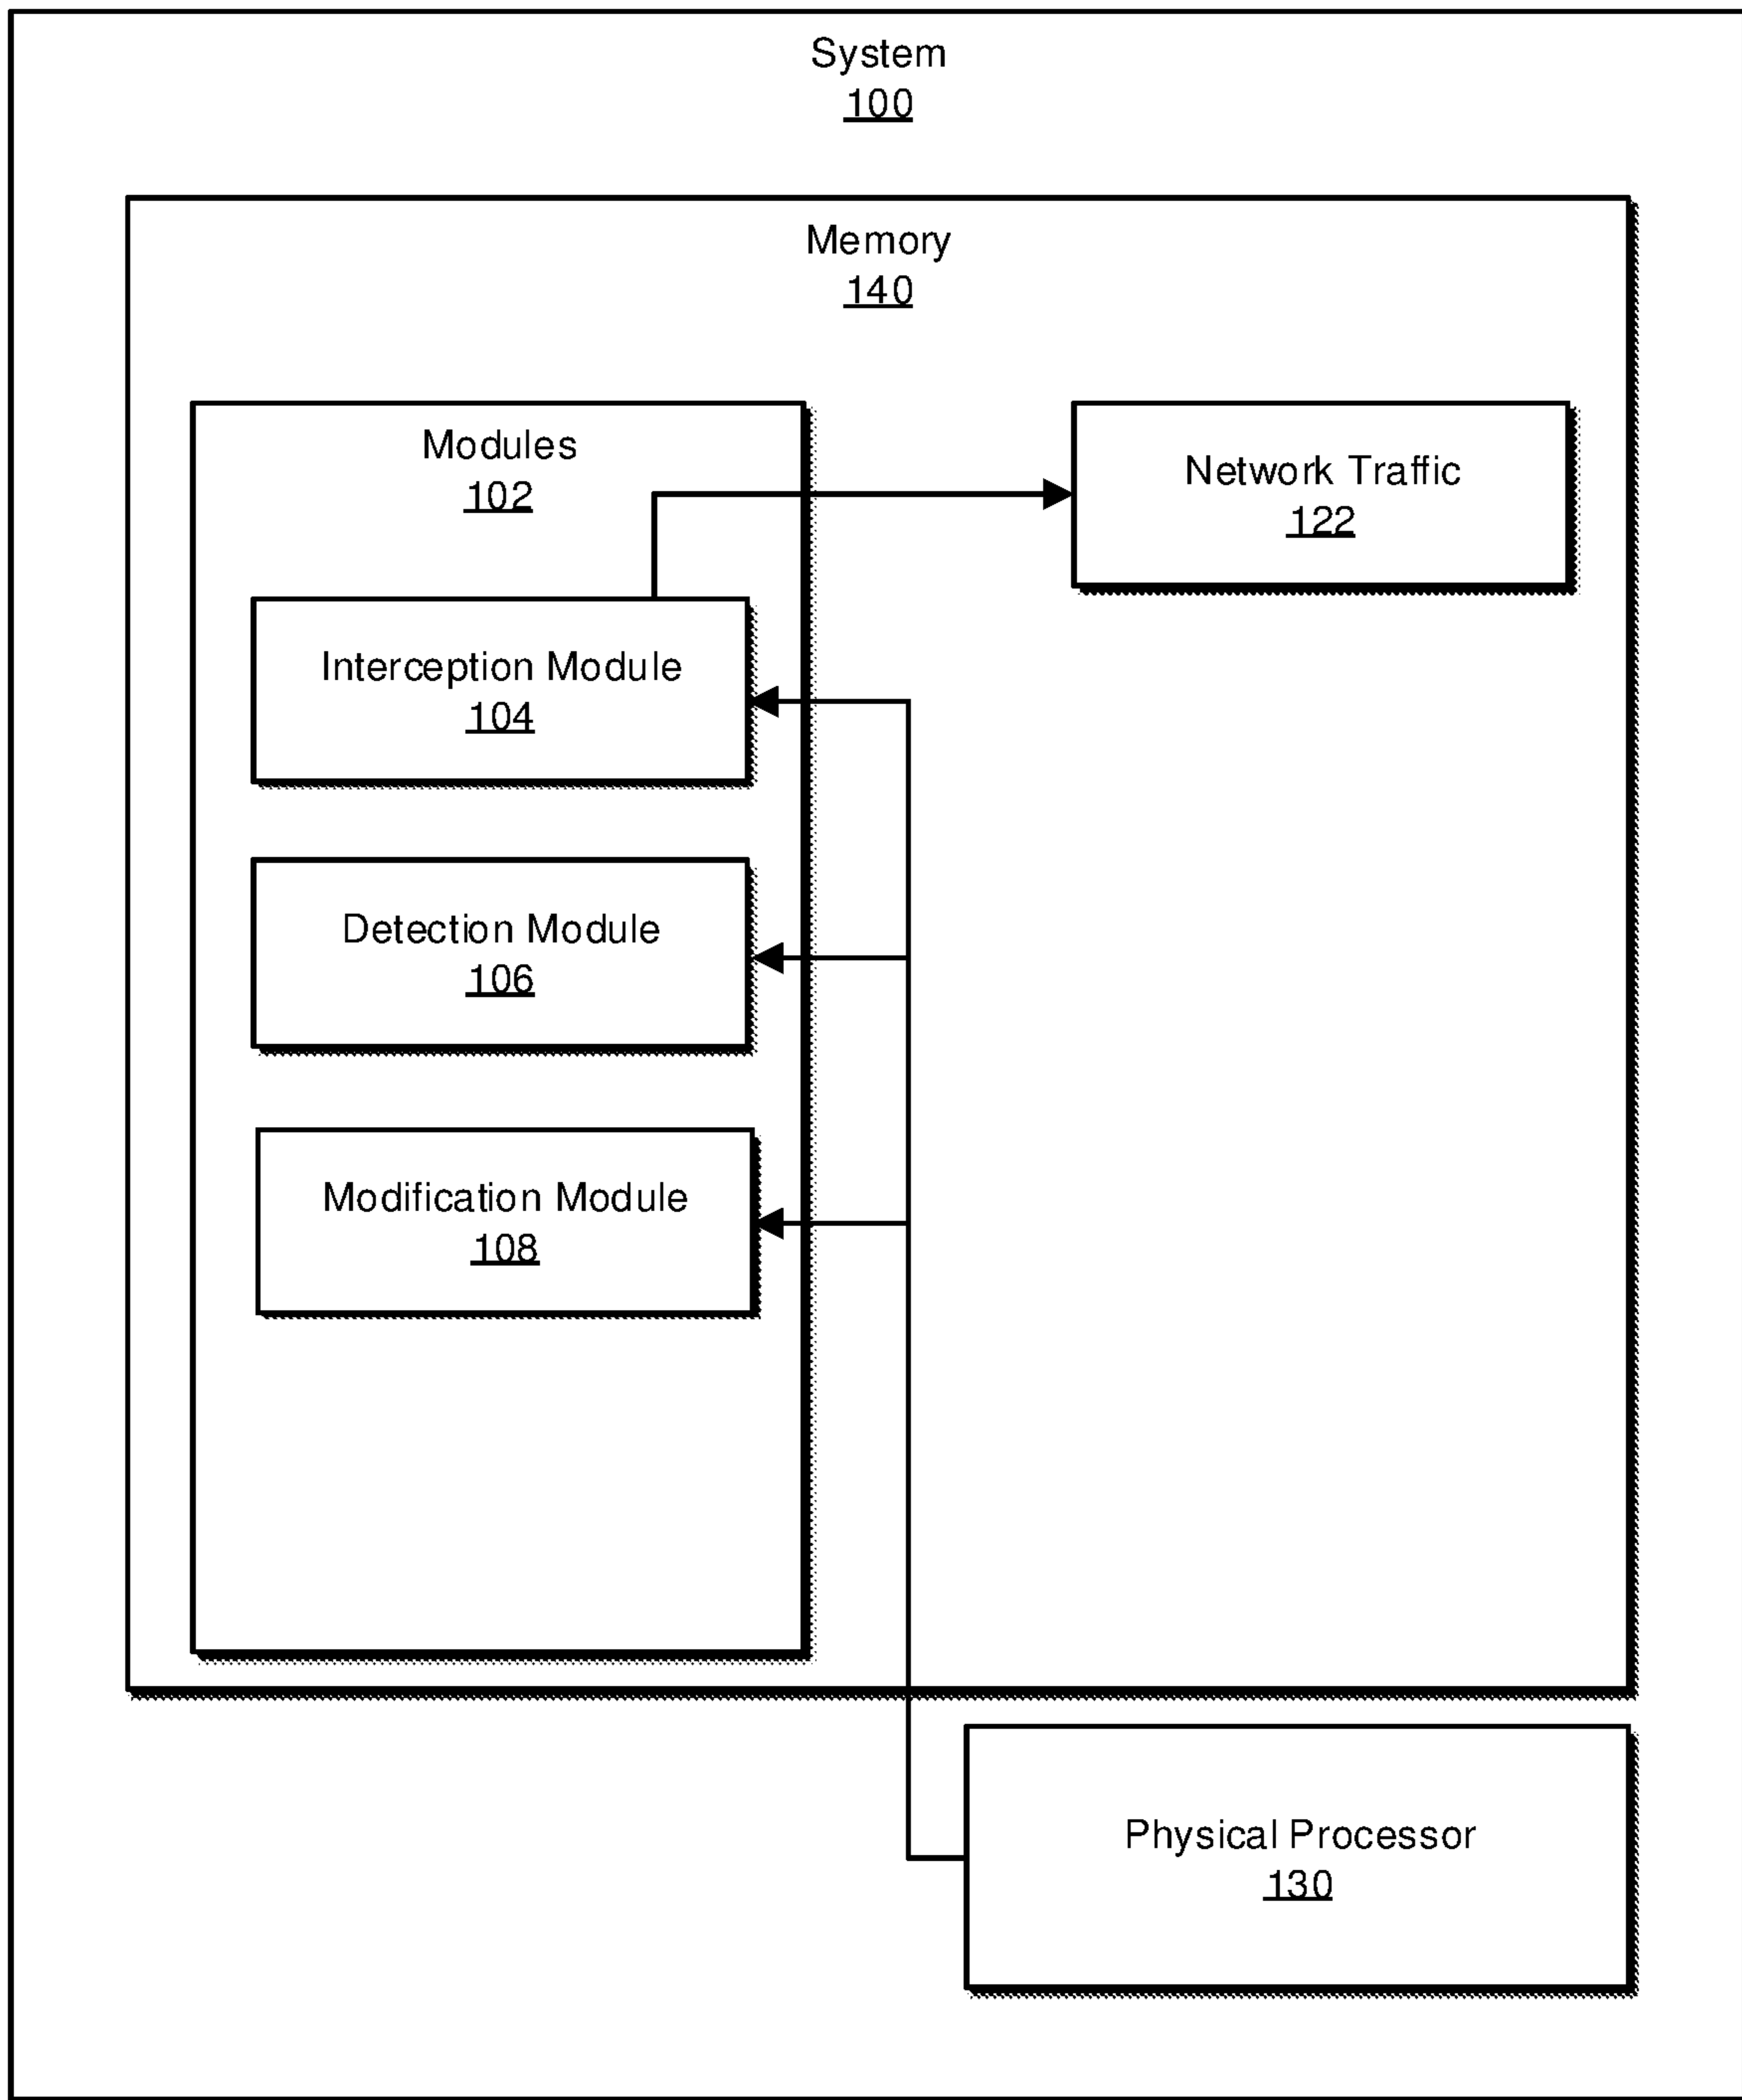 System
100
Memory
140
Modules
102
Network Traffic
122
Interception Module
104
Detection Module
106
Modification Module
108
Physical Processor
130